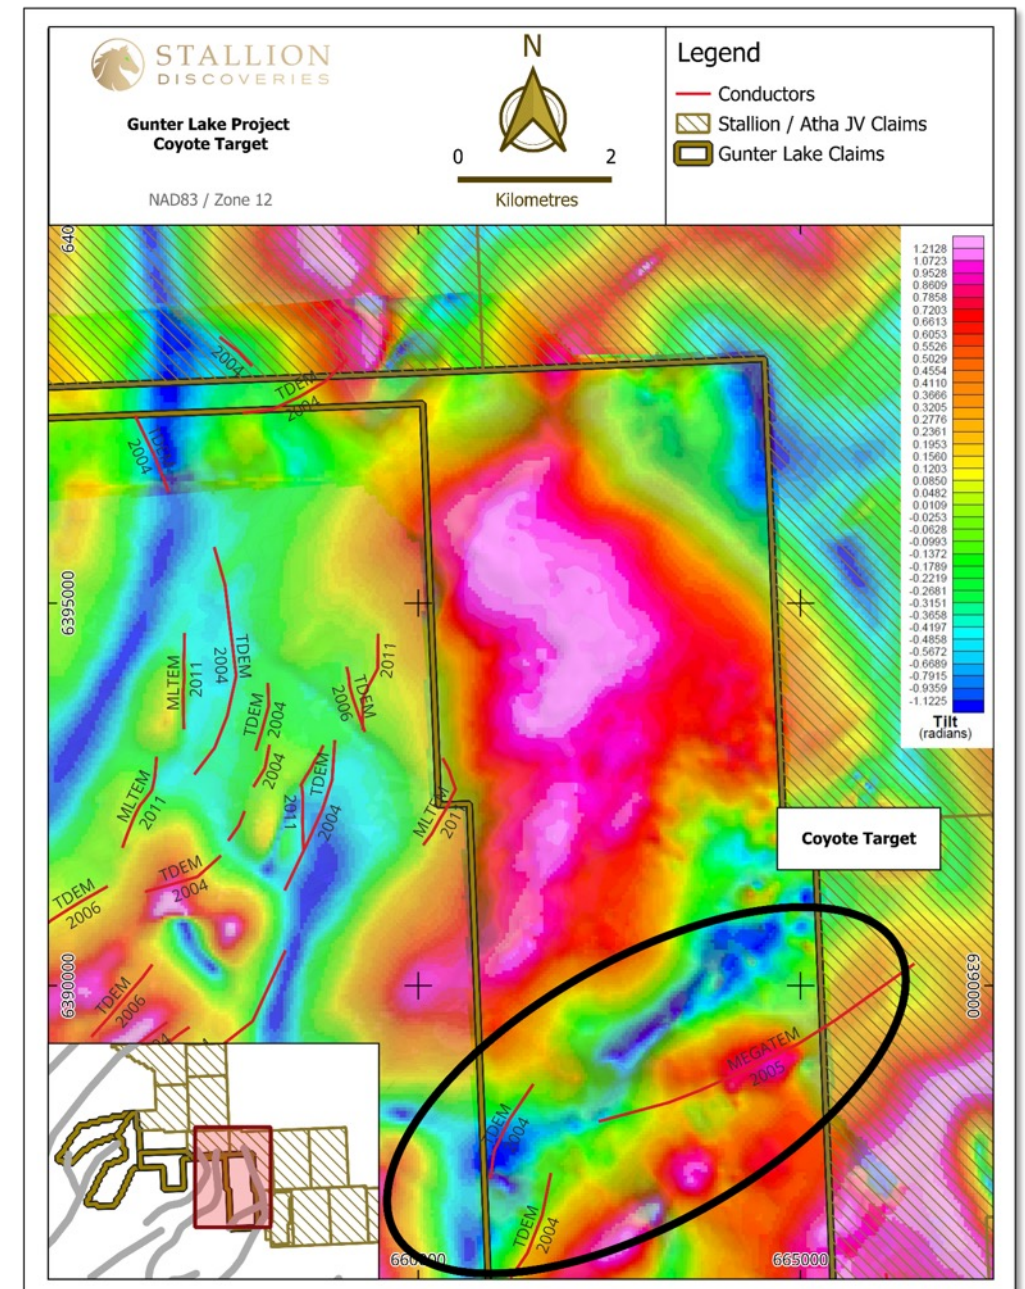 STALLION
DISCOVERIES
Gunter Lake Project
Coyote Target
NAD83 / Zone 12
N
0 2
Kilometres
Legend
Conductors
Stallion / Atha JV Claims
Gunter Lake Claims
640
1.2128
1.0723
0.9528
0.8609
0.7858
0.7203
0.6613
0.6053
0.5526
0.5029
0.4554
0.4110
0.3666
0.3205
0.2776
0.2361
0.1953
0.1560
0.1203
0.0850
0.0482
0.0109
-0.0253
-0.0628
-0.0993
-0.1372
-0.1789
-0.2219
-0.2681
-0.3151
-0.3658
-0.4197
-0.4858
-0.5672
-0.6689
-0.7915
-0.9359
-1.1225
Tilt
(radians)
2004
TDEM
2004
TDEM
2004
6395000
MLTEM
2011
TDEM
2004
TDEM
2004
2011
TDEM
2006
2004
TDEM
2004
2011
MLTEM
2011
MLTEM
2011
Coyote Target
TDEM
2004
TDEM
2006
6390000
6390000
TDEM
2006
MEGATEM
2005
TDEM
2004
TDEM
2004
660000
665000